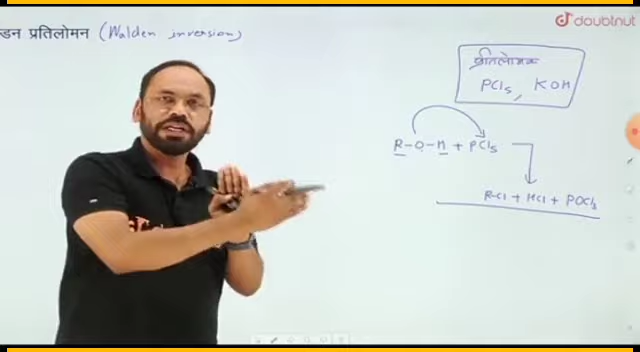 doubtnut
डन प्रतिलोमन (Walden inversion)
प्रतिलोमक
PCl5, KOH
R-O-H + PCl5
R-Cl + HCl + POCl3